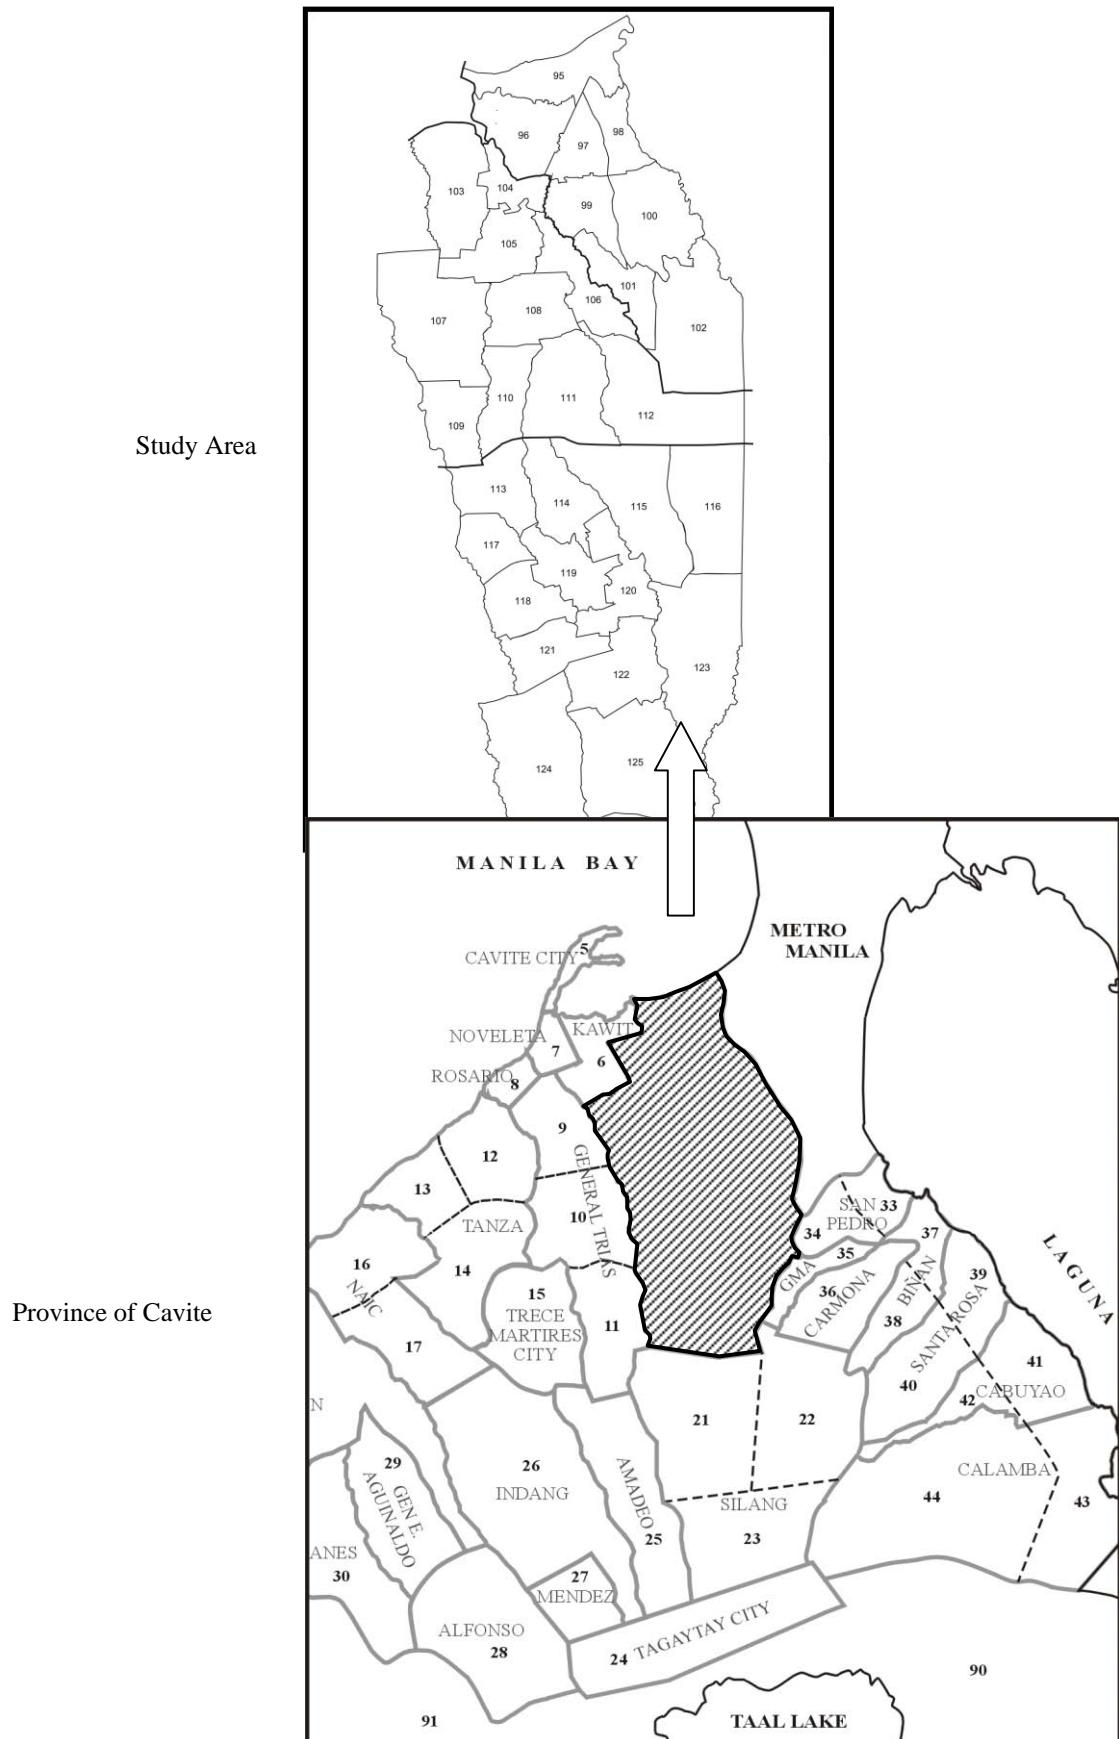 95
96
97
98
103
104
99
100
105
106
101
107
108
102
110
111
112
109
Study Area
113
114
115
116
117
119
118
120
121
122
123
124
125
MANILA BAY
METRO
MANILA
5
CAVITE CITY
NOVELETA
KAWIT
7
6
ROSARIO
8
9
12
13
GENERAL TRIAS
10
TANZA
SAN
PEDRO
33
34
37
35
16
14
NAIC
15
TRECE
MARTIRES
CITY
11
GMA
36
CARMONA
BIÑAN
38
39
SANTA ROSA
LAGUNA
Province of Cavite
17
40
41
42
CABUYAO
N
21
22
29
GEN E.
AGUINALDO
26
INDANG
AMADEO
25
SILANG
23
CALAMBA
44
43
ANES
30
27
MENDEZ
ALFONSO
28
24
TAGAYTAY CITY
90
91
TAAL LAKE